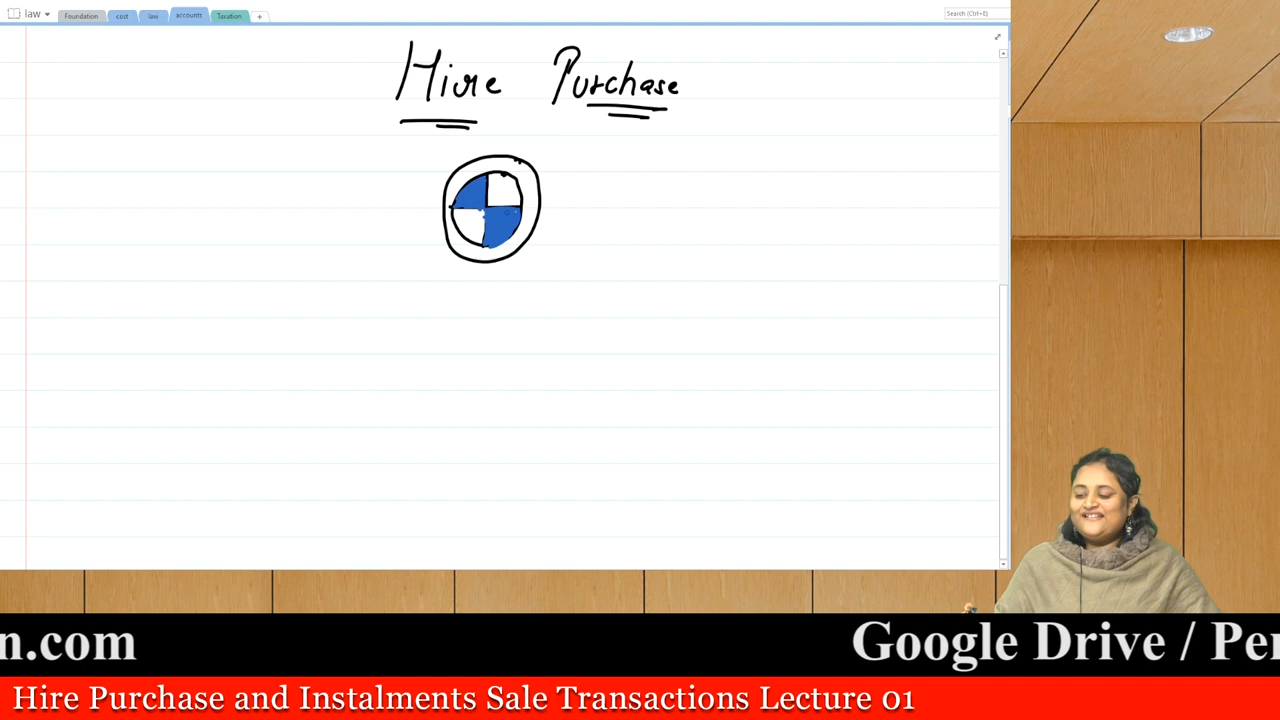 law
Foundation cost law accounts Taxation +
Search (Ctrl+E)
Hire Purchase
n.com Google Drive / Pe
Hire Purchase and Instalments Sale Transactions Lecture 01